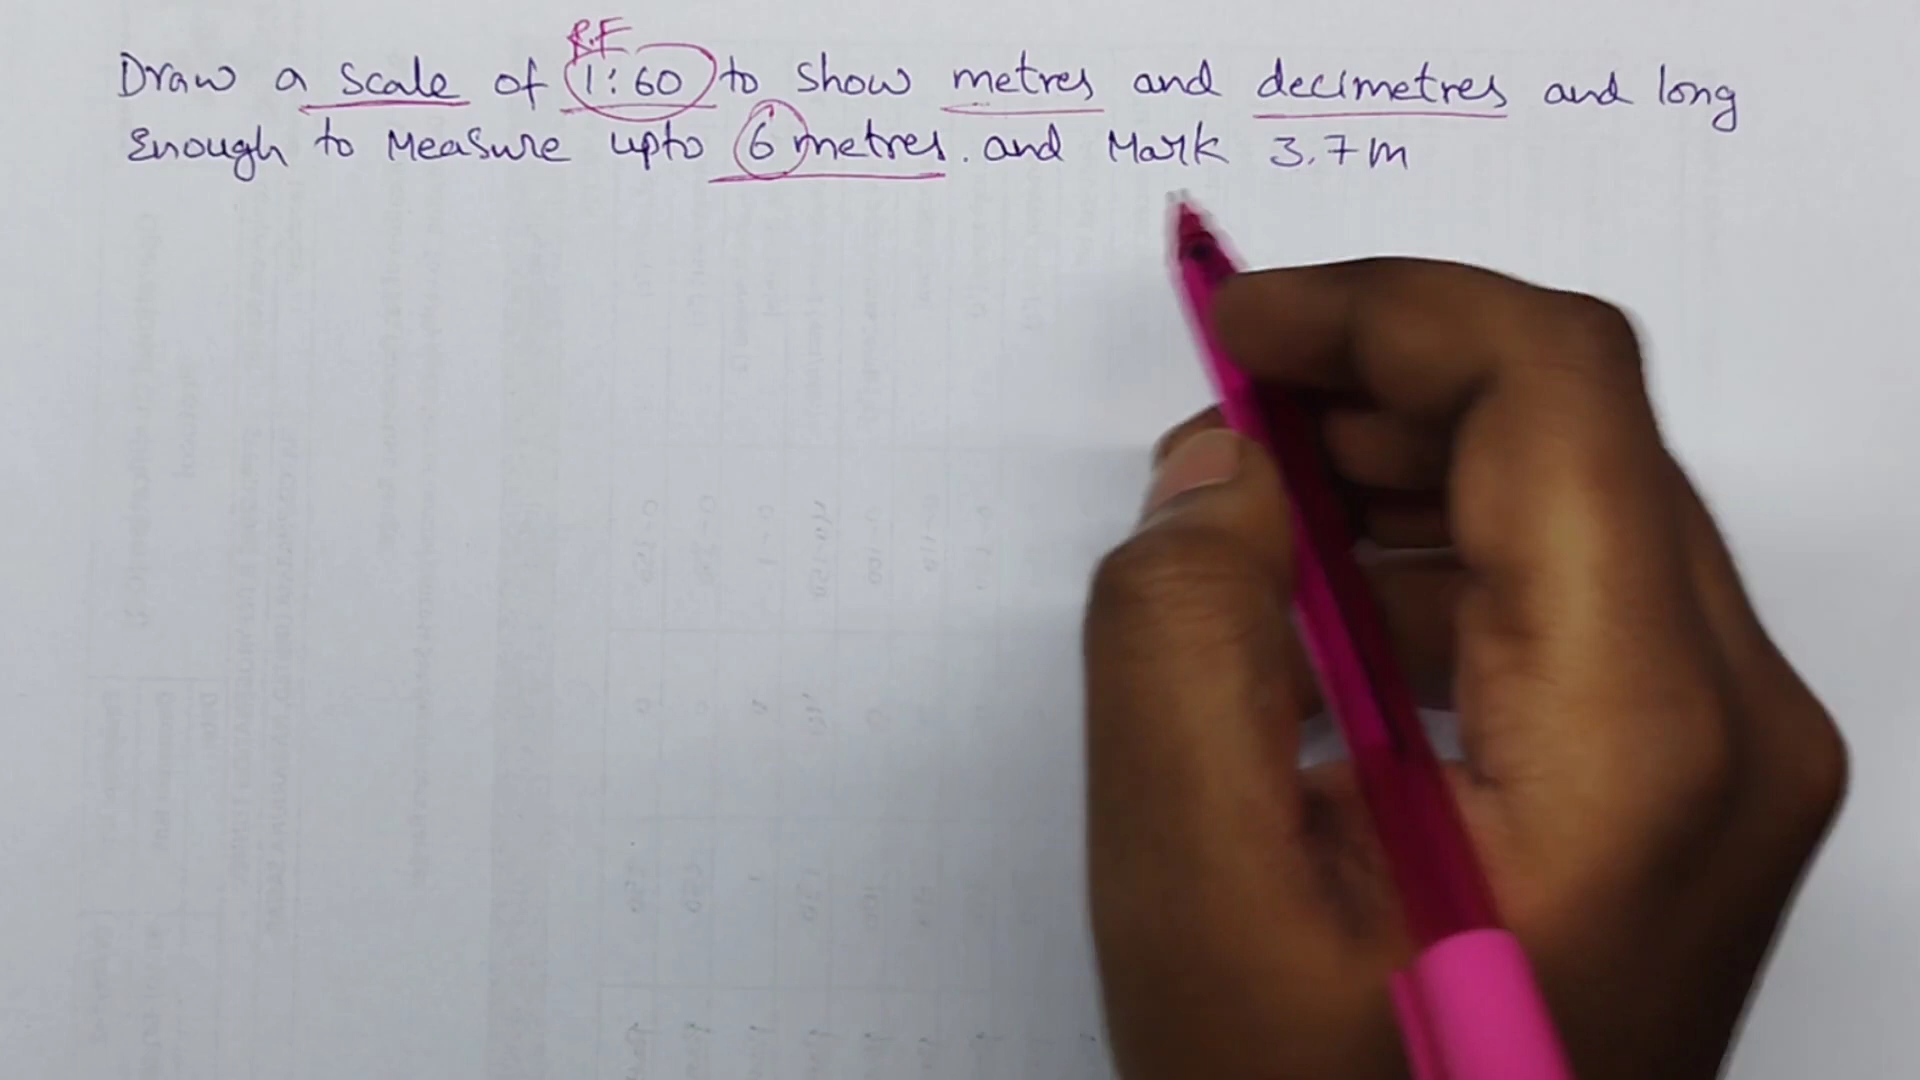 R.F
Draw a scale of 1:60 to show metres and decimetres and long
Enough to Measure upto 6 metres. and Mark 3.7m